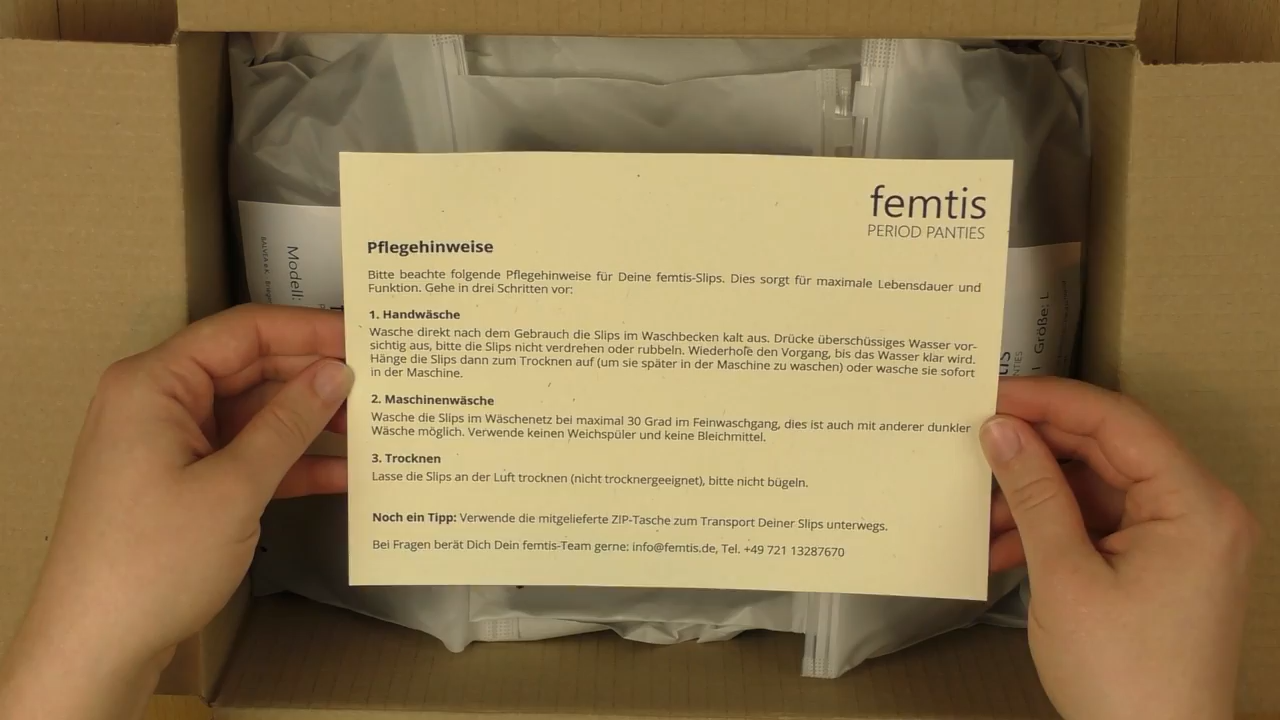 femtis
PERIOD PANTIES
Pflegehinweise
Bitte beachte folgende Pflegehinweise für Deine femtis-Slips. Dies sorgt für maximale Lebensdauer und
Funktion. Gehe in drei Schritten vor:
1. Handwäsche
Wasche direkt nach dem Gebrauch die Slips im Waschbecken kalt aus. Drücke überschüssiges Wasser vor-
sichtig aus, bitte die Slips nicht verdrehen oder rubbeln. Wiederhole den Vorgang, bis das Wasser klar wird.
Hänge die Slips dann zum Trocknen auf (um sie später in der Maschine zu waschen) oder wasche sie sofort
in der Maschine.
2. Maschinenwäsche
Wasche die Slips im Wäschenetz bei maximal 30 Grad im Feinwaschgang, dies ist auch mit anderer dunkler
Wäsche möglich. Verwende keinen Weichspüler und keine Bleichmittel.
3. Trocknen
Lasse die Slips an der Luft trocknen (nicht trocknergeeignet), bitte nicht bügeln.
Noch ein Tipp: Verwende die mitgelieferte ZIP-Tasche zum Transport Deiner Slips unterwegs.
Bei Fragen berät Dich Dein femtis-Team gerne: info@femtis.de, Tel. +49 721 13287670
Modell:
Größe: L